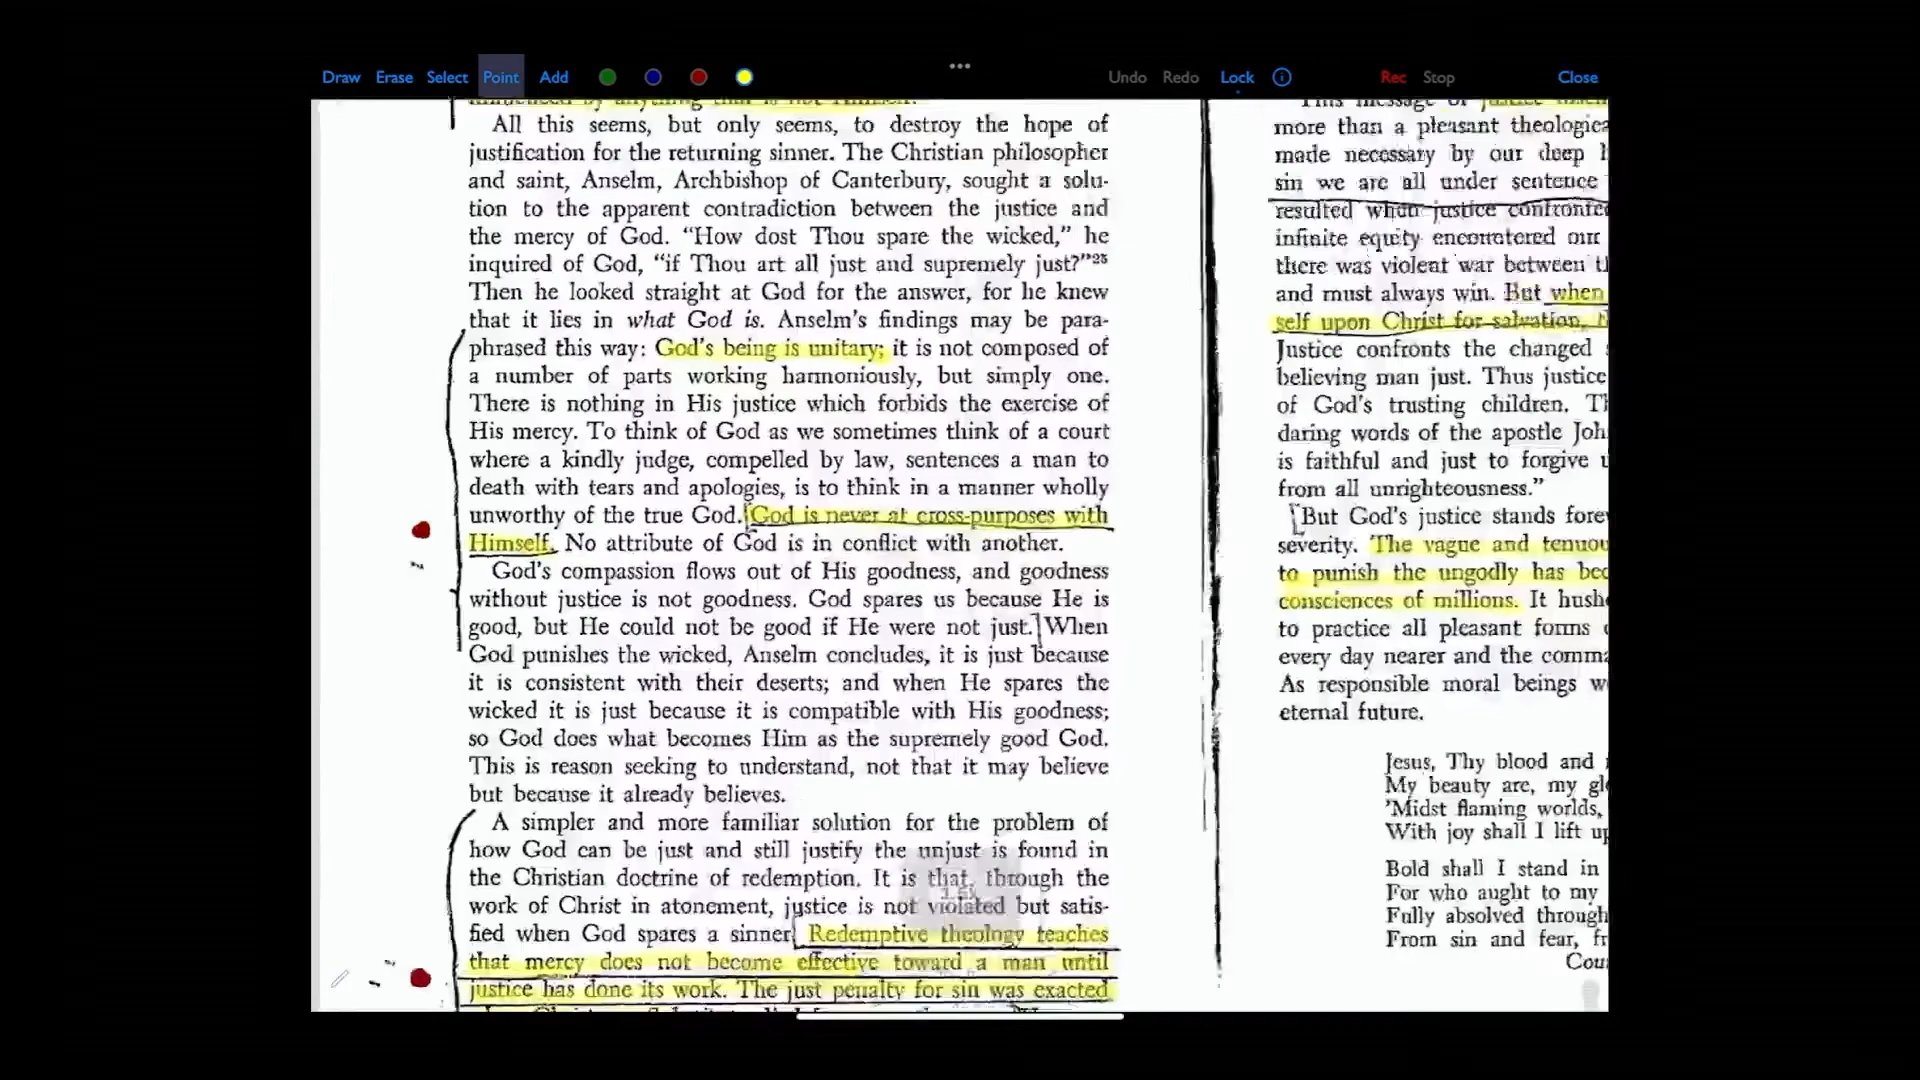 Draw Erase Select Point Add
Undo Redo Lock
Rec Stop
Close
influenced by anything that is not Himself.
All this seems, but only seems, to destroy the hope of
justification for the returning sinner. The Christian philosopher
and saint, Anselm, Archbishop of Canterbury, sought a solu-
tion to the apparent contradiction between the justice and
the mercy of God. “How dost Thou spare the wicked,” he
inquired of God, “if Thou art all just and supremely just?”²⁵
Then he looked straight at God for the answer, for he knew
that it lies in what God is. Anselm’s findings may be para-
phrased this way: God’s being is unitary; it is not composed of
a number of parts working harmoniously, but simply one.
There is nothing in His justice which forbids the exercise of
His mercy. To think of God as we sometimes think of a court
where a kindly judge, compelled by law, sentences a man to
death with tears and apologies, is to think in a manner wholly
unworthy of the true God. God is never at cross-purposes with
Himself. No attribute of God is in conflict with another.
God’s compassion flows out of His goodness, and goodness
without justice is not goodness. God spares us because He is
good, but He could not be good if He were not just. When
God punishes the wicked, Anselm concludes, it is just because
it is consistent with their deserts; and when He spares the
wicked it is just because it is compatible with His goodness;
so God does what becomes Him as the supremely good God.
This is reason seeking to understand, not that it may believe
but because it already believes.
A simpler and more familiar solution for the problem of
how God can be just and still justify the unjust is found in
the Christian doctrine of redemption. It is that, through the
work of Christ in atonement, justice is not violated but satis-
fied when God spares a sinner. Redemptive theology teaches
that mercy does not become effective toward a man until
justice has done its work. The just penalty for sin was exacted
This message of justice
more than a pleasant
made necessary by our deep
sin we are all under sentence
resulted when justice
infinite equity encountered our
there was violent war between
and must always win. But when
self upon Christ for salvation,
Justice confronts the changed
believing man just. Thus justice
of God’s trusting children.
daring words of the apostle
is faithful and just to forgive
from all unrighteousness.”
But God’s justice stands
severity. The vague and
to punish the ungodly has
consciences of millions. It
to practice all pleasant forms
every day nearer and the
As responsible moral beings
eternal future.
Jesus, Thy blood and
My beauty are, my
’Midst flaming worlds,
With joy shall I lift
Bold shall I stand in
For who aught to my
Fully absolved through
From sin and fear,